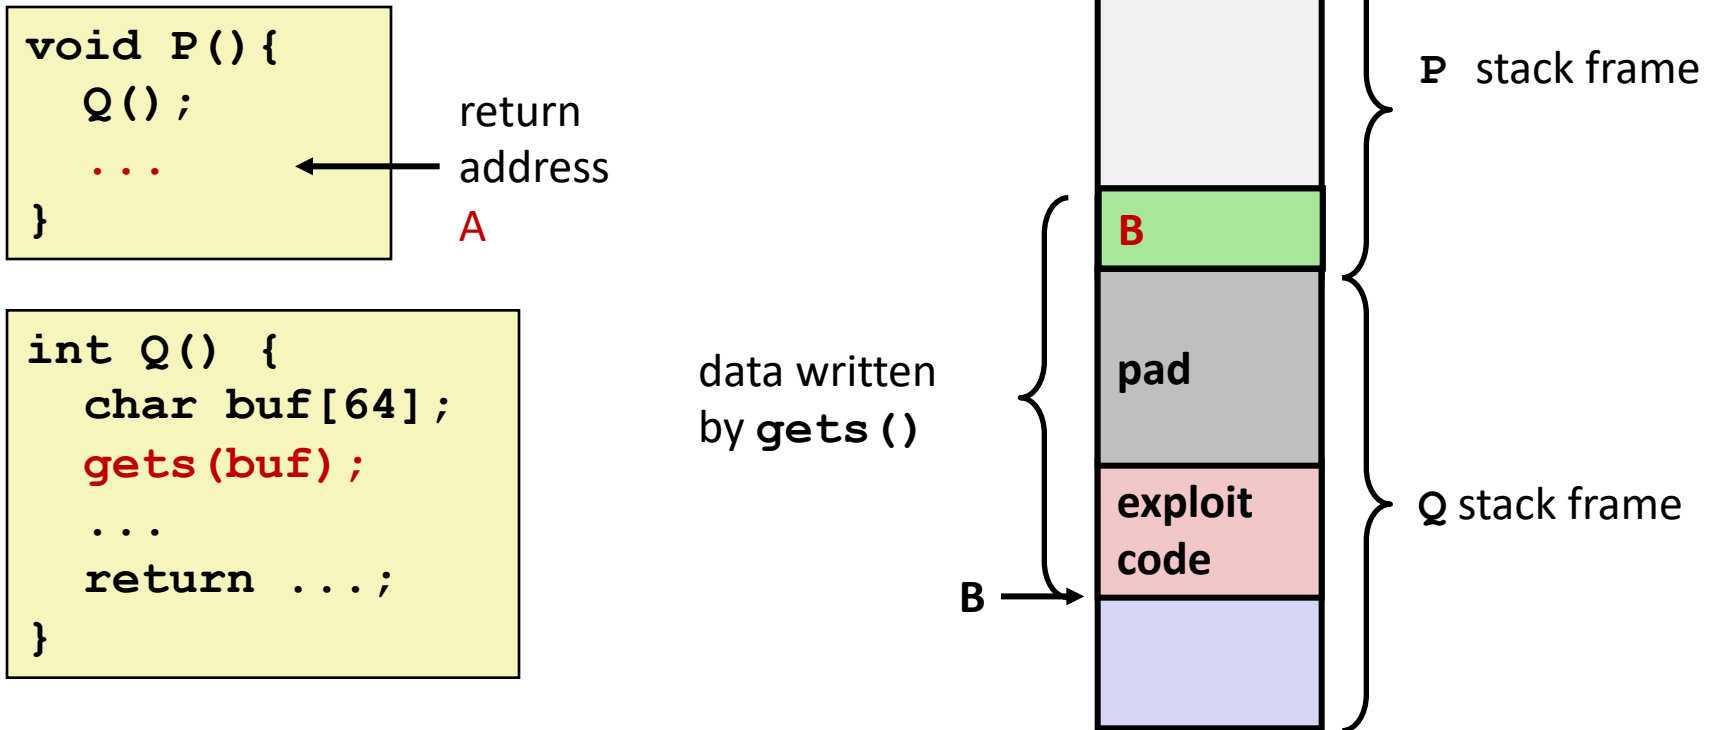 void P(){
  Q();
  ...
}
return
address
A
int Q() {
  char buf[64];
  gets(buf);
  ...
  return ...;
}
data written
by gets()
B
B
pad
exploit
code
P stack frame
Q stack frame